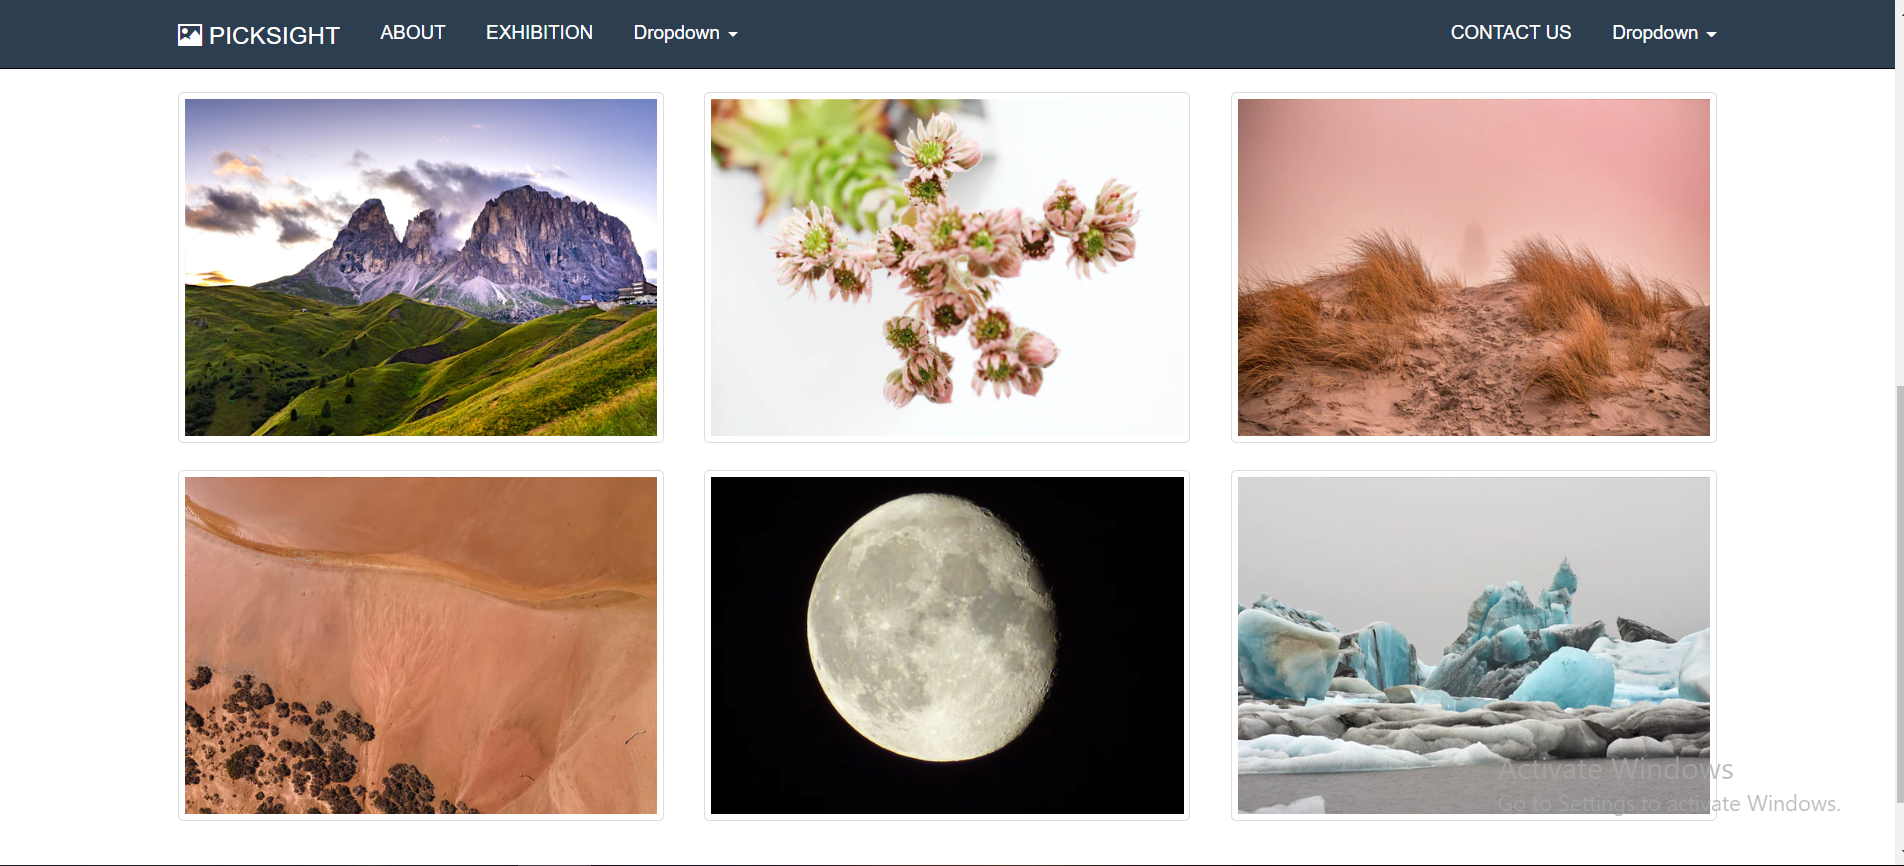 PICKSIGHT ABOUT EXHIBITION Dropdown CONTACT US Dropdown
Activate Windows
Go to Settings to activate Windows.